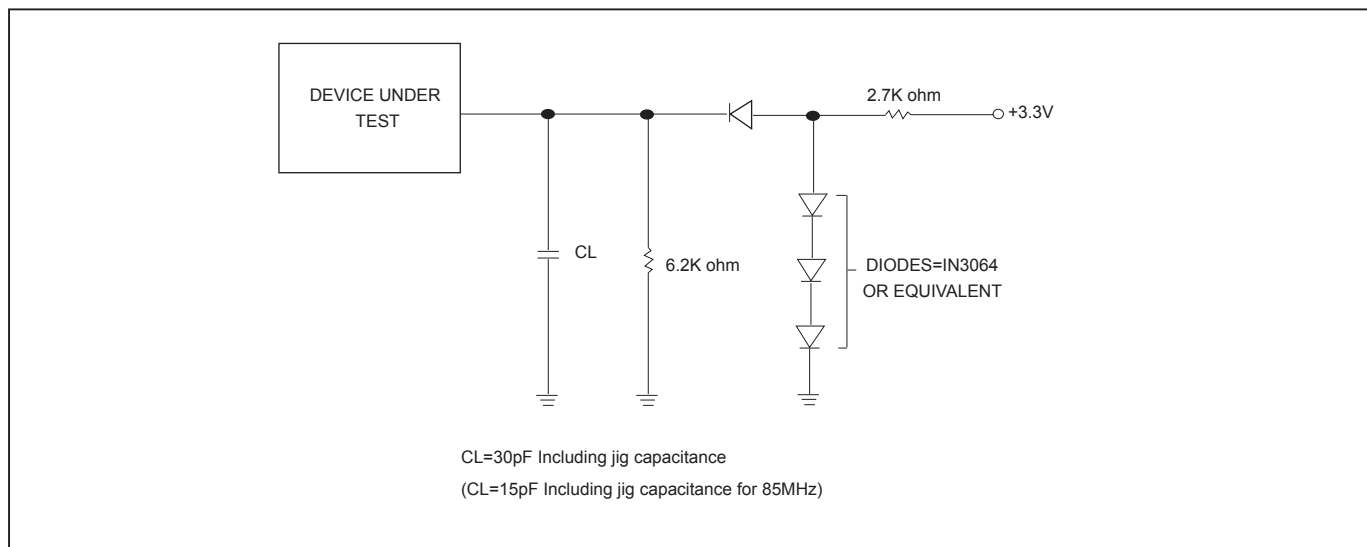 DEVICE UNDER
TEST
2.7K ohm
+3.3V
CL
6.2K ohm
DIODES=IN3064
OR EQUIVALENT
CL=30pF Including jig capacitance
(CL=15pF Including jig capacitance for 85MHz)